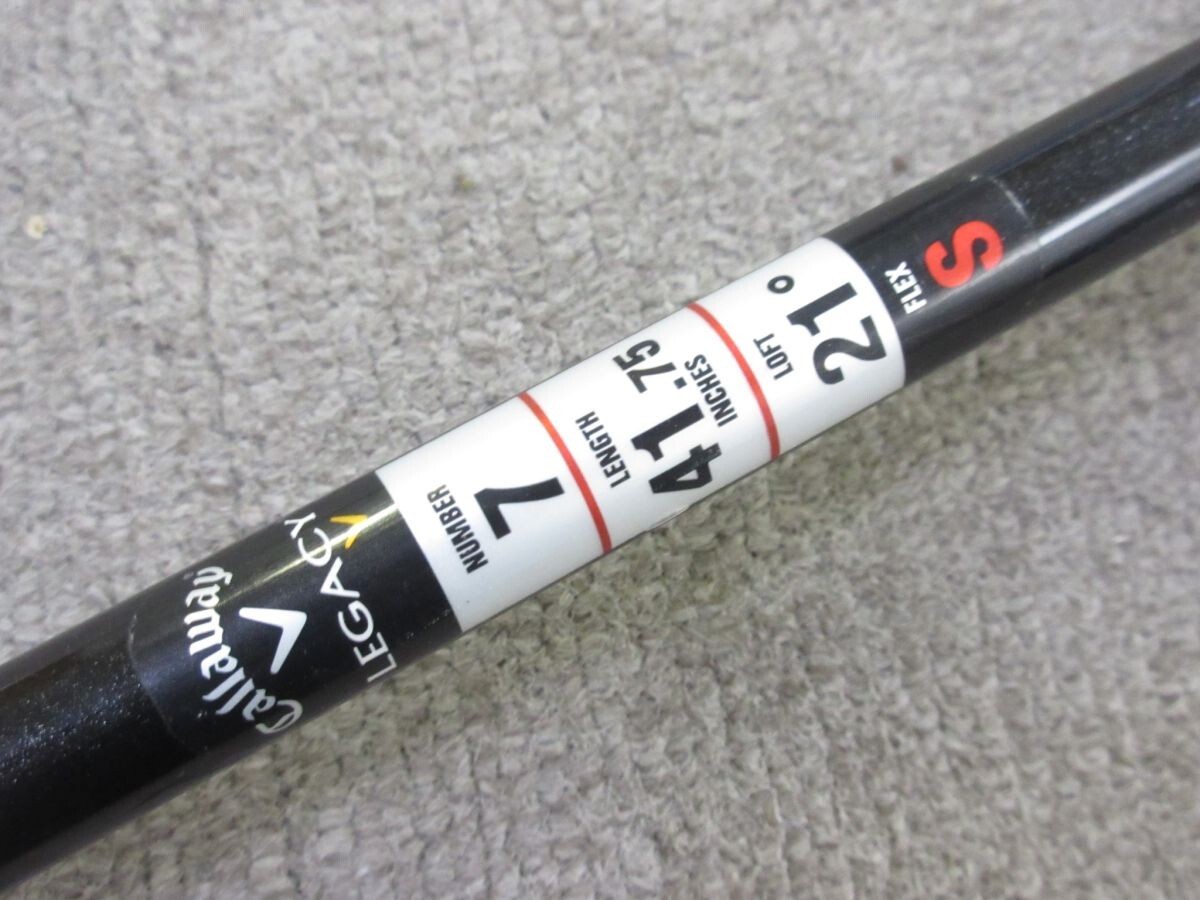 Callaway
LEGACY
NUMBER
7
LENGTH
41.75
INCHES
LOFT
21°
FLEX
S